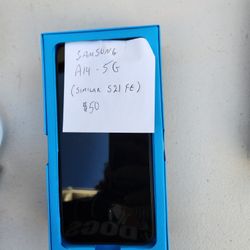 SAMSUNG
A14-5G
(SIMILAR S21 FE)
$50